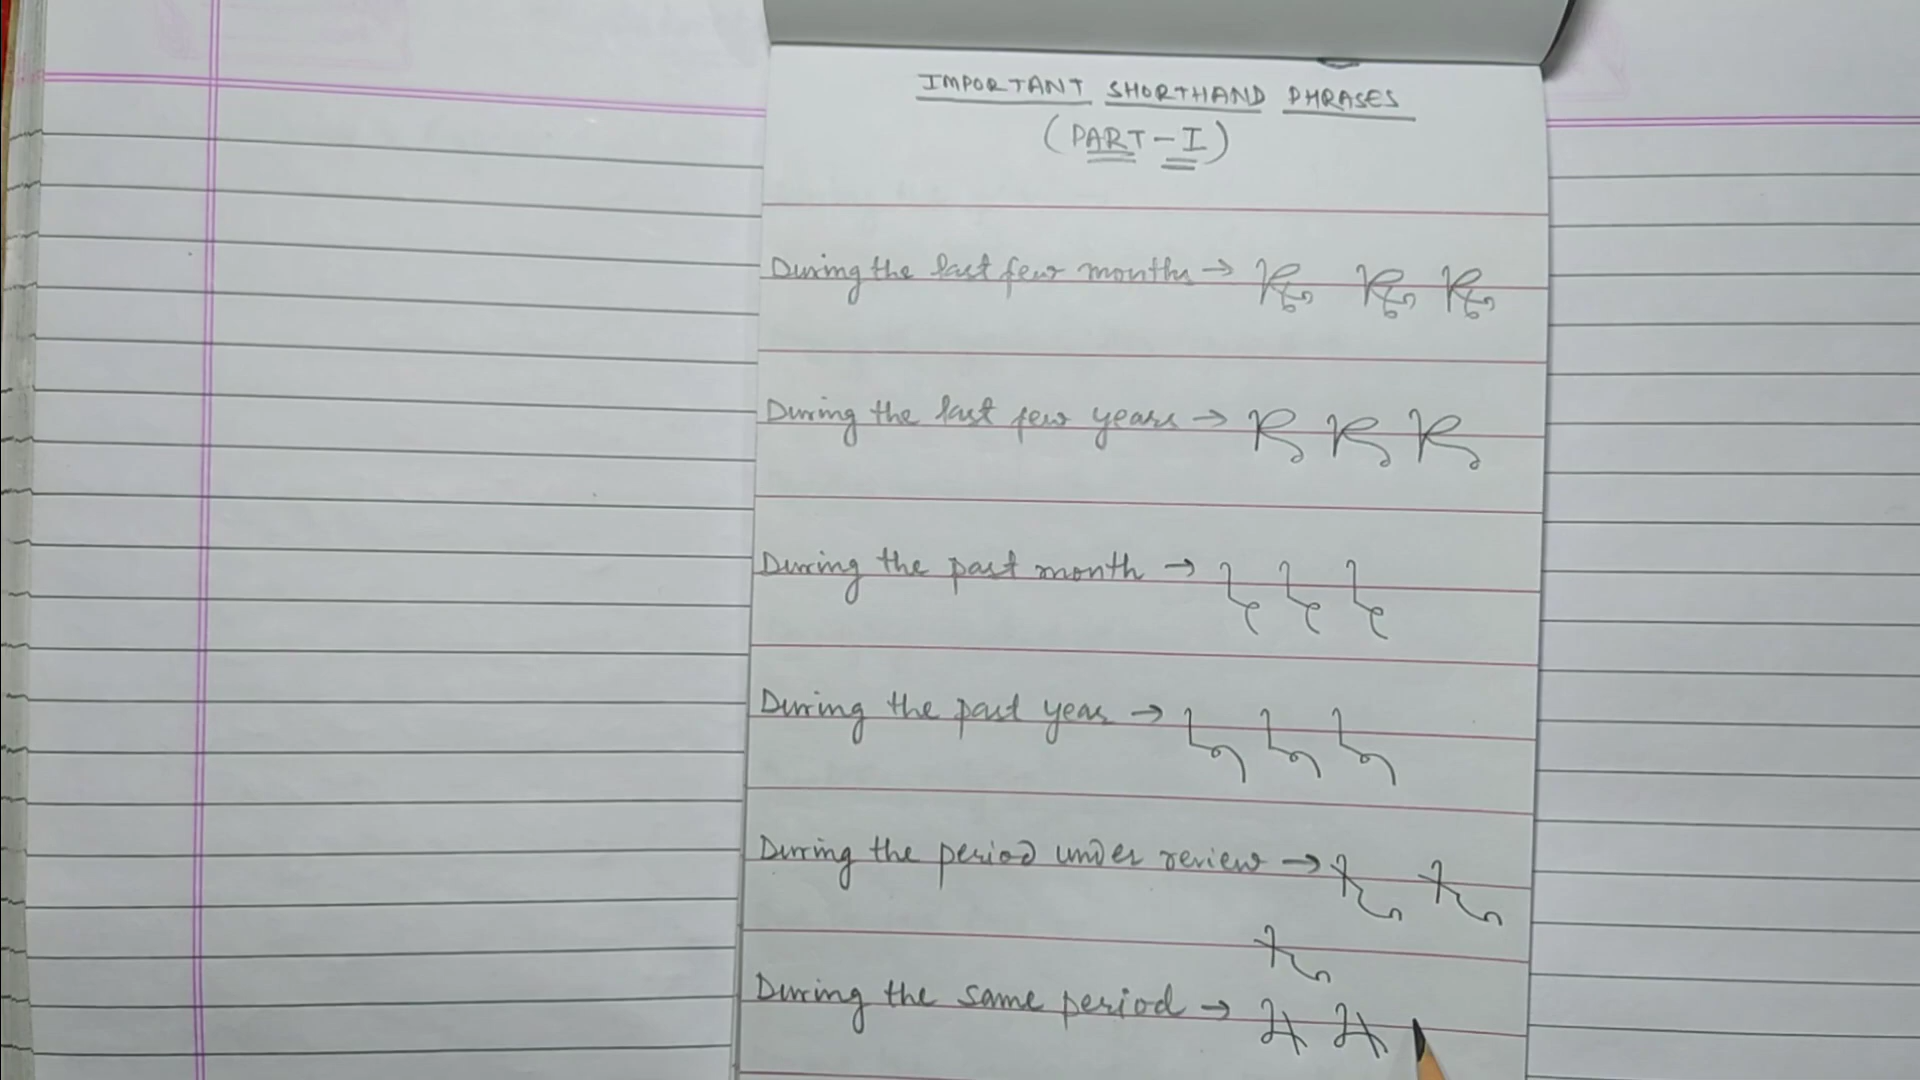 IMPORTANT SHORTHAND PHRASES
(PART-I)
During the last few months →
During the last few years →
During the past month →
During the past year →
During the period under review →
During the same period →